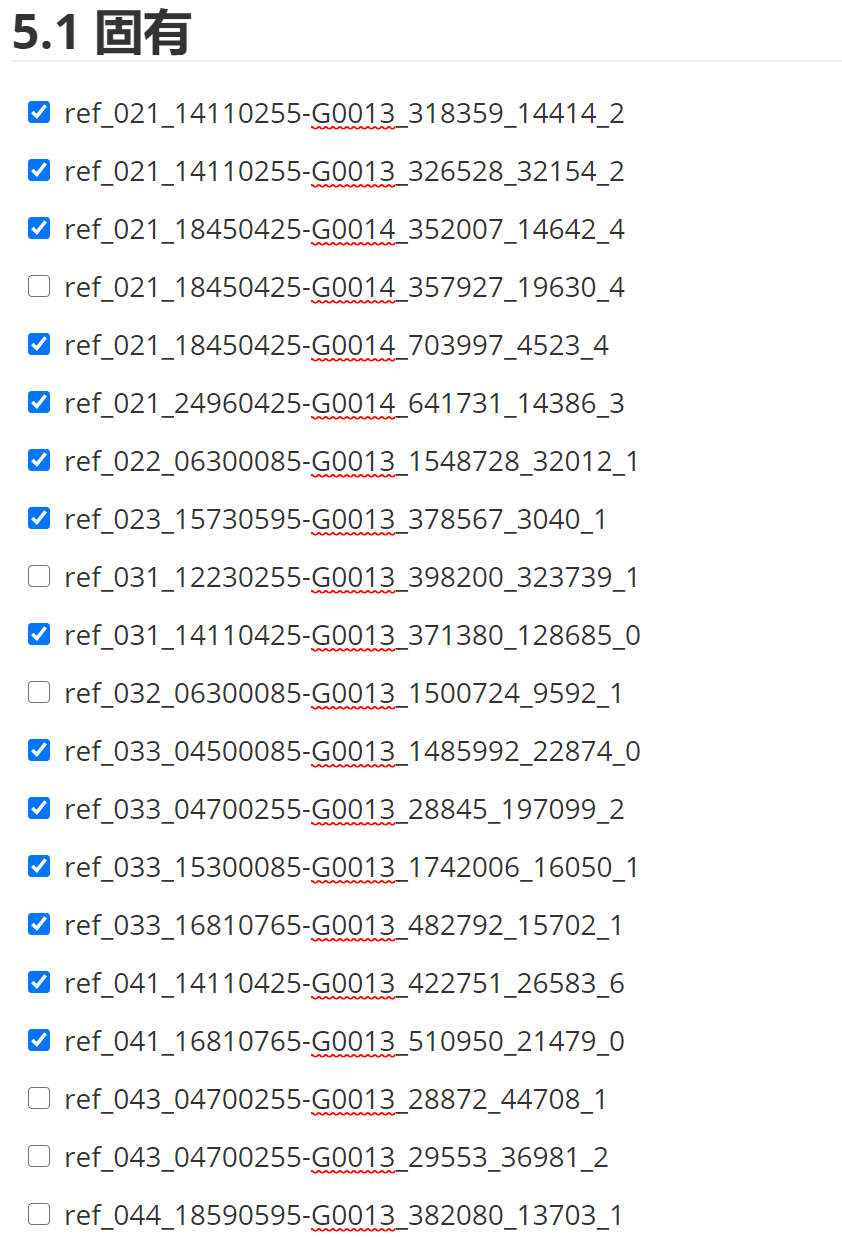 5.1 固有
ref_021_14110255-G0013_318359_14414_2
ref_021_14110255-G0013_326528_32154_2
ref_021_18450425-G0014_352007_14642_4
ref_021_18450425-G0014_357927_19630_4
ref_021_18450425-G0014_703997_4523_4
ref_021_24960425-G0014_641731_14386_3
ref_022_06300085-G0013_1548728_32012_1
ref_023_15730595-G0013_378567_3040_1
ref_031_12230255-G0013_398200_323739_1
ref_031_14110425-G0013_371380_128685_0
ref_032_06300085-G0013_1500724_9592_1
ref_033_04500085-G0013_1485992_22874_0
ref_033_04700255-G0013_28845_197099_2
ref_033_15300085-G0013_1742006_16050_1
ref_033_16810765-G0013_482792_15702_1
ref_041_14110425-G0013_422751_26583_6
ref_041_16810765-G0013_510950_21479_0
ref_043_04700255-G0013_28872_44708_1
ref_043_04700255-G0013_29553_36981_2
ref_044_18590595-G0013_382080_13703_1